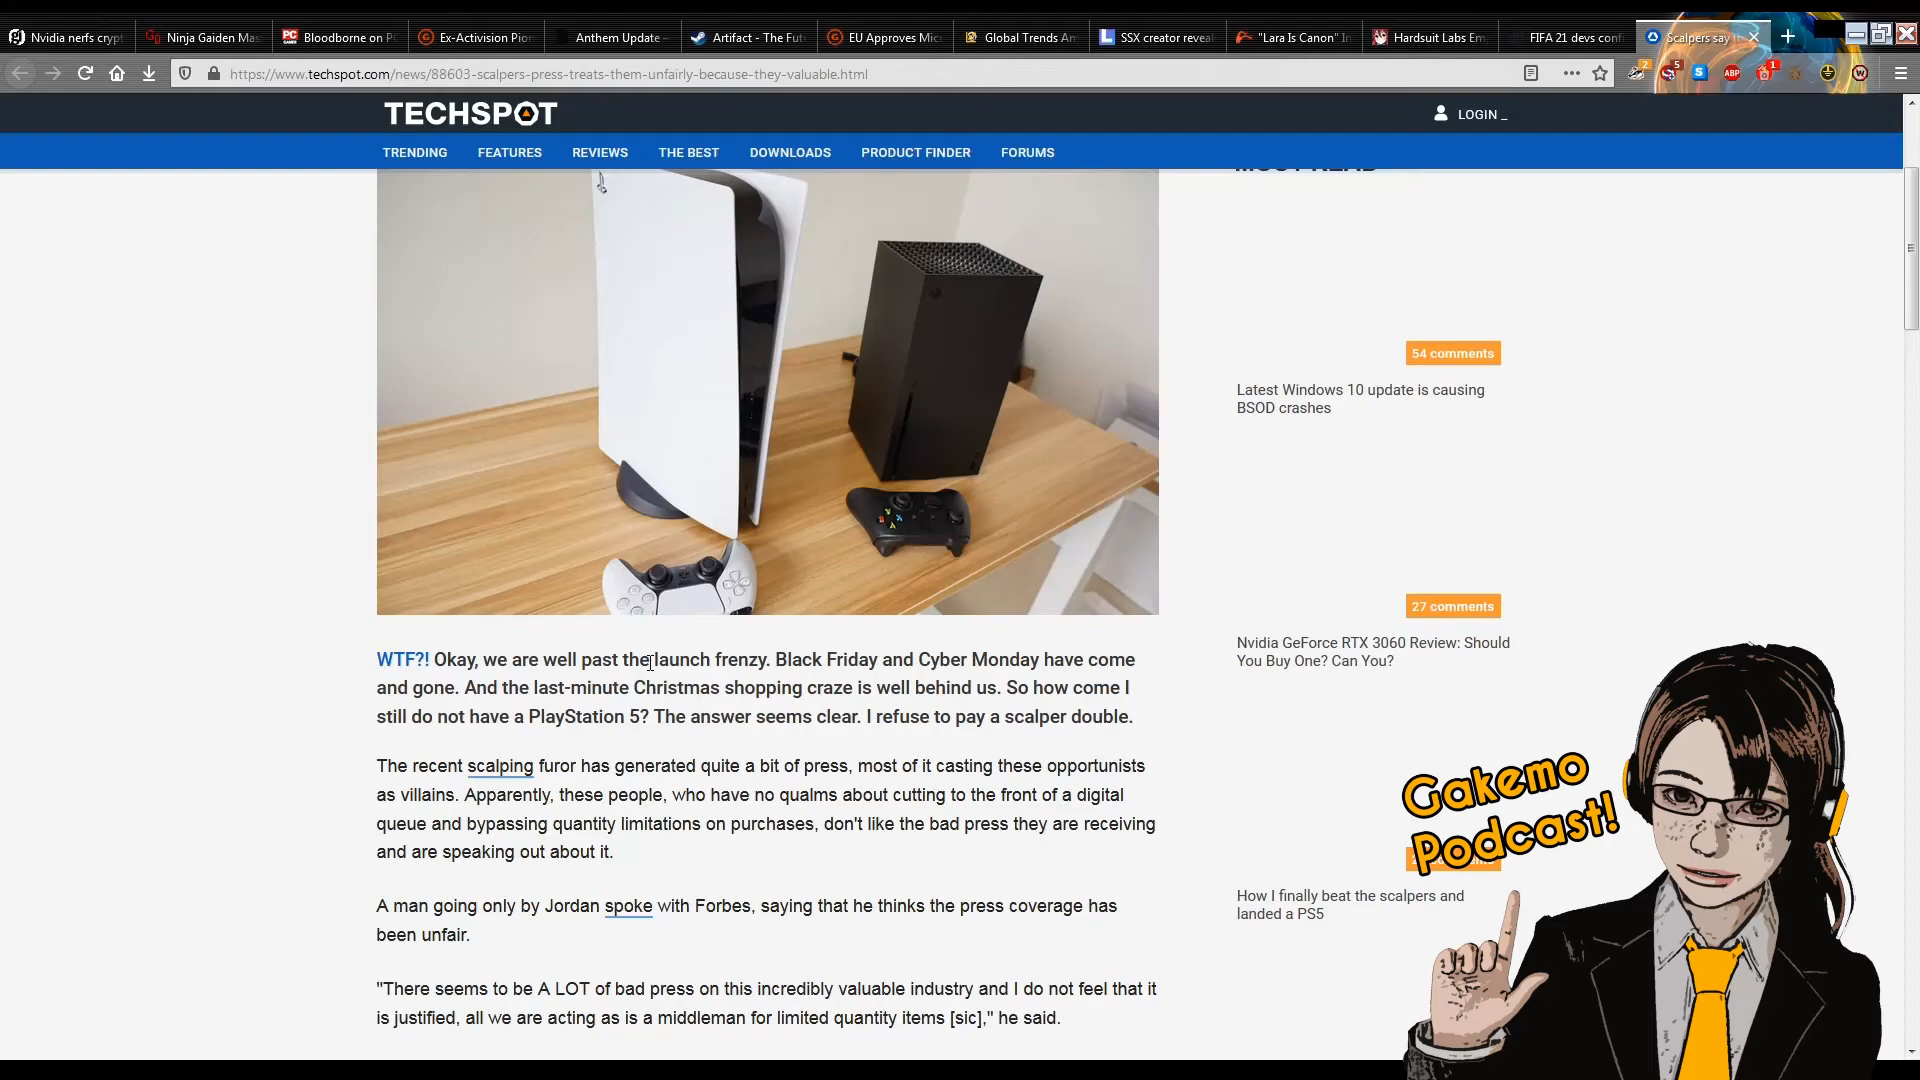 Nvidia nerfs crypt
Ninja Gaiden Mas
Bloodborne on P
Ex-Activision Pion
Anthem Update –
Artifact - The Futu
EU Approves Mic
Global Trends An
SSX creator reveal
"Lara Is Canon" In
Hardsuit Labs Em
FIFA 21 devs conf
Scalpers say th
https://www.techspot.com/news/88603-scalpers-press-treats-them-unfairly-because-they-valuable.html
2
5
ABP
1
TECHSPOT
LOGIN _
TRENDING
FEATURES
REVIEWS
THE BEST
DOWNLOADS
PRODUCT FINDER
FORUMS
MOST READ
54 comments
Latest Windows 10 update is causing
BSOD crashes
27 comments
Nvidia GeForce RTX 3060 Review: Should
You Buy One? Can You?
How I finally beat the scalpers and
landed a PS5
WTF?! Okay, we are well past the launch frenzy. Black Friday and Cyber Monday have come
and gone. And the last-minute Christmas shopping craze is well behind us. So how come I
still do not have a PlayStation 5? The answer seems clear. I refuse to pay a scalper double.
The recent scalping furor has generated quite a bit of press, most of it casting these opportunists
as villains. Apparently, these people, who have no qualms about cutting to the front of a digital
queue and bypassing quantity limitations on purchases, don't like the bad press they are receiving
and are speaking out about it.
A man going only by Jordan spoke with Forbes, saying that he thinks the press coverage has
been unfair.
"There seems to be A LOT of bad press on this incredibly valuable industry and I do not feel that it
is justified, all we are acting as is a middleman for limited quantity items [sic]," he said.
Gakemo
Podcast!